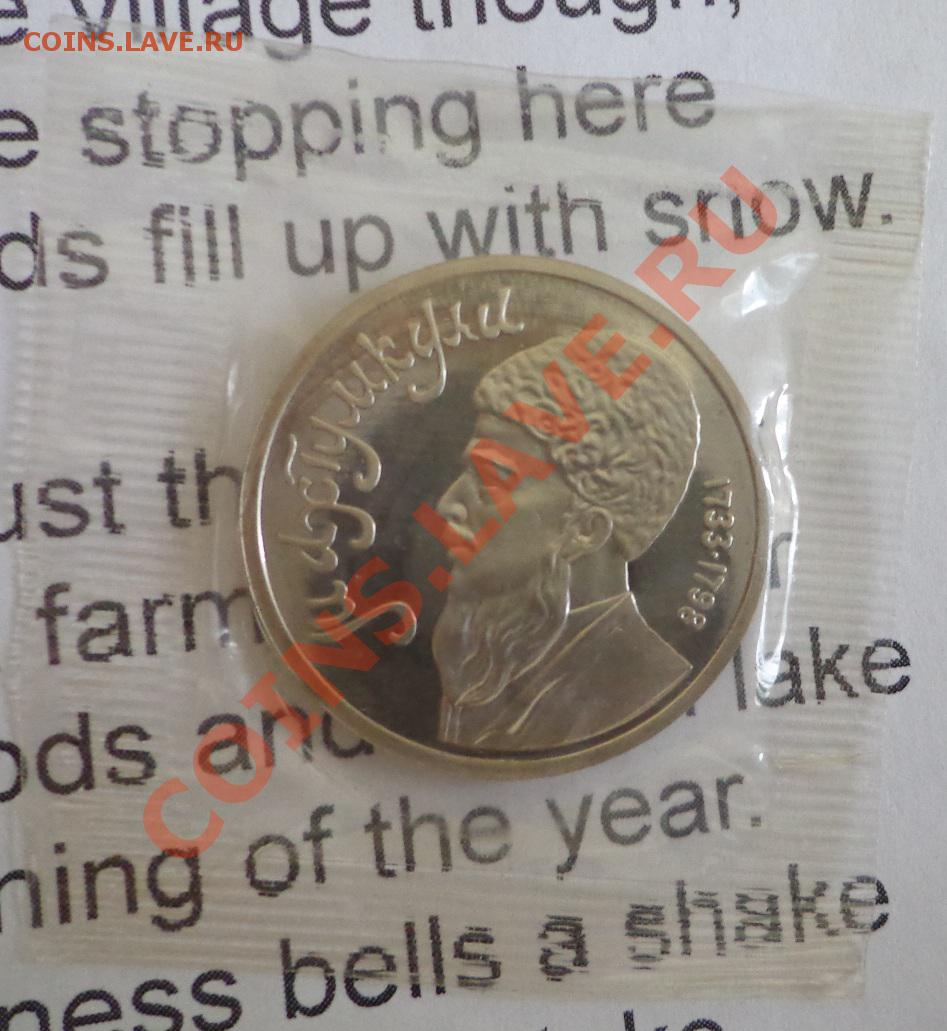 e village though,
COINS.LAVE.RU
e stopping here
ds fill up with snow.
Махтумкули
1733-1798
ust th
farm
ods and lake
ning of the year.
ness bells a shake
COINS.LAVE.RU